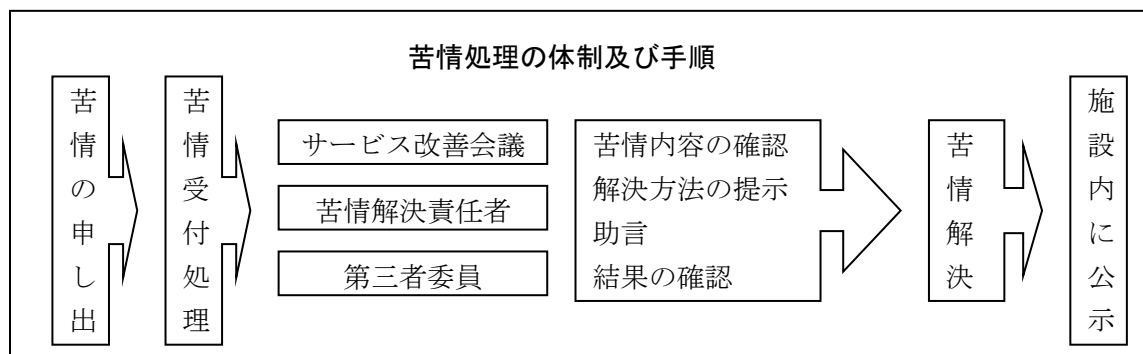 苦情処理の体制及び手順
苦情の申し出
苦情受付処理
サービス改善会議
苦情解決責任者
第三者委員
苦情内容の確認
解決方法の提示
助言
結果の確認
苦情解決
施設内に公示